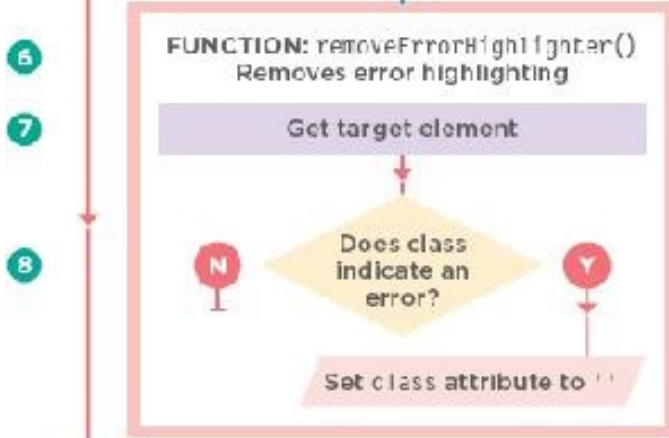 6
FUNCTION: removeErrorHighlighter()
Removes error highlighting
7
Get target element
8
Does class
indicate an
error?
N
Y
Set class attribute to ''